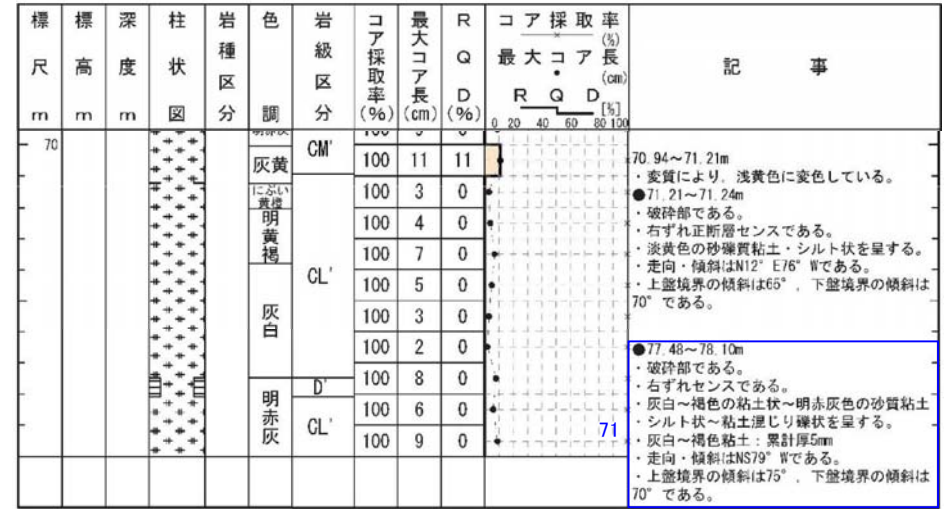 標尺 m
標高 m
深度 m
柱状図
岩種区分
色調
岩級区分
コア採取率(%)
最大コア長(cm)
RQD(%)
コア採取率
(%)
最大コア長
(cm)
RQD
[%]
0 20 40 60 80 100
記事
70
灰黄
CM'
100 11 11
にぶい黄橙
100 3 0
明黄褐
100 4 0
100 7 0
CL'
100 5 0
灰白
100 3 0
100 2 0
100 8 0
D'
明赤灰
100 6 0
CL'
100 9 0
70.94～71.21m
・変質により、浅黄色に変色している。
●71.21～71.24m
・破砕部である。
・右ずれ正断層センスである。
・淡黄色の砂礫質粘土・シルト状を呈する。
・走向・傾斜はN12°E76°Wである。
・上盤境界の傾斜は65°、下盤境界の傾斜は
70°である。
●77.48～78.10m
・破砕部である。
・右ずれセンスである。
・灰白～褐色の粘土状～明赤灰色の砂質粘土
・シルト状～粘土混じり礫状を呈する。
・灰白～褐色粘土：累計厚5mm
・走向・傾斜はNS79°Wである。
・上盤境界の傾斜は75°、下盤境界の傾斜は
70°である。
71